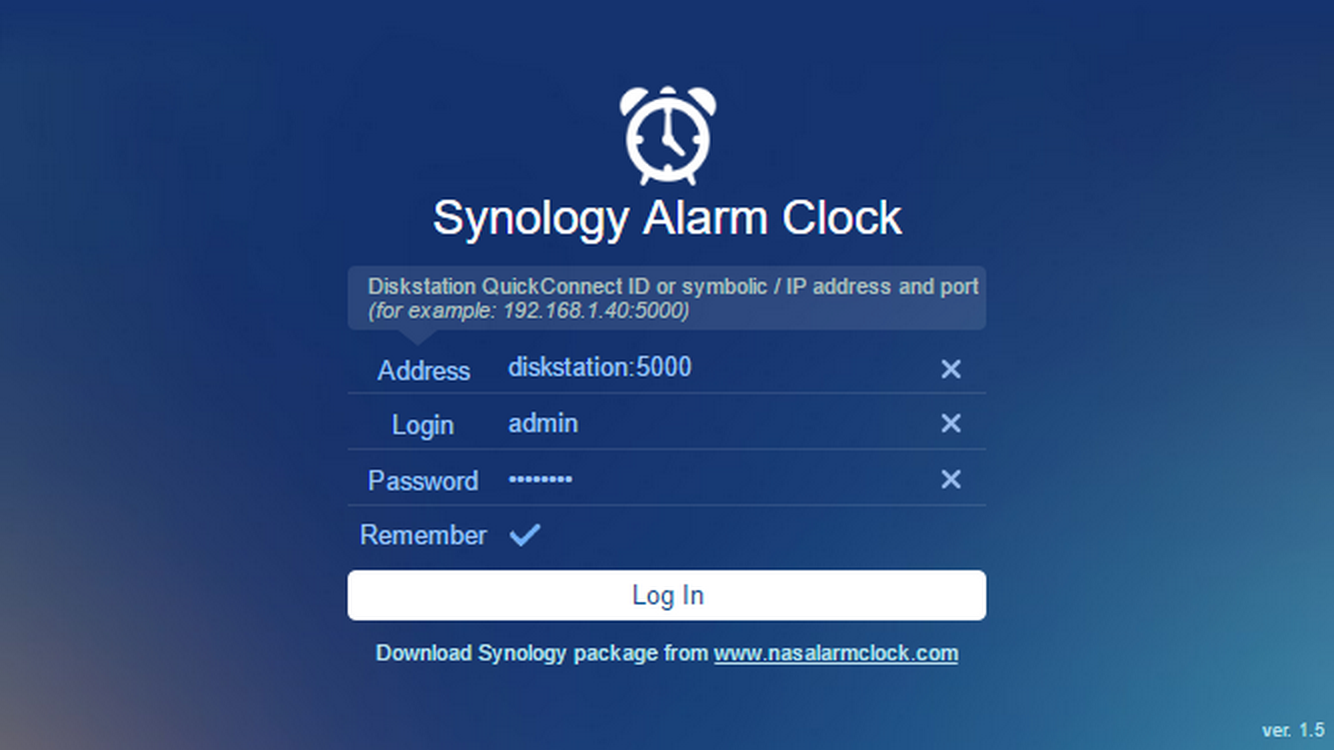 Synology Alarm Clock
Diskstation QuickConnect ID or symbolic / IP address and port
(for example: 192.168.1.40:5000)
Address diskstation:5000
Login admin
Password ••••••••
Remember
Log In
Download Synology package from www.nasalarmclock.com
ver. 1.5